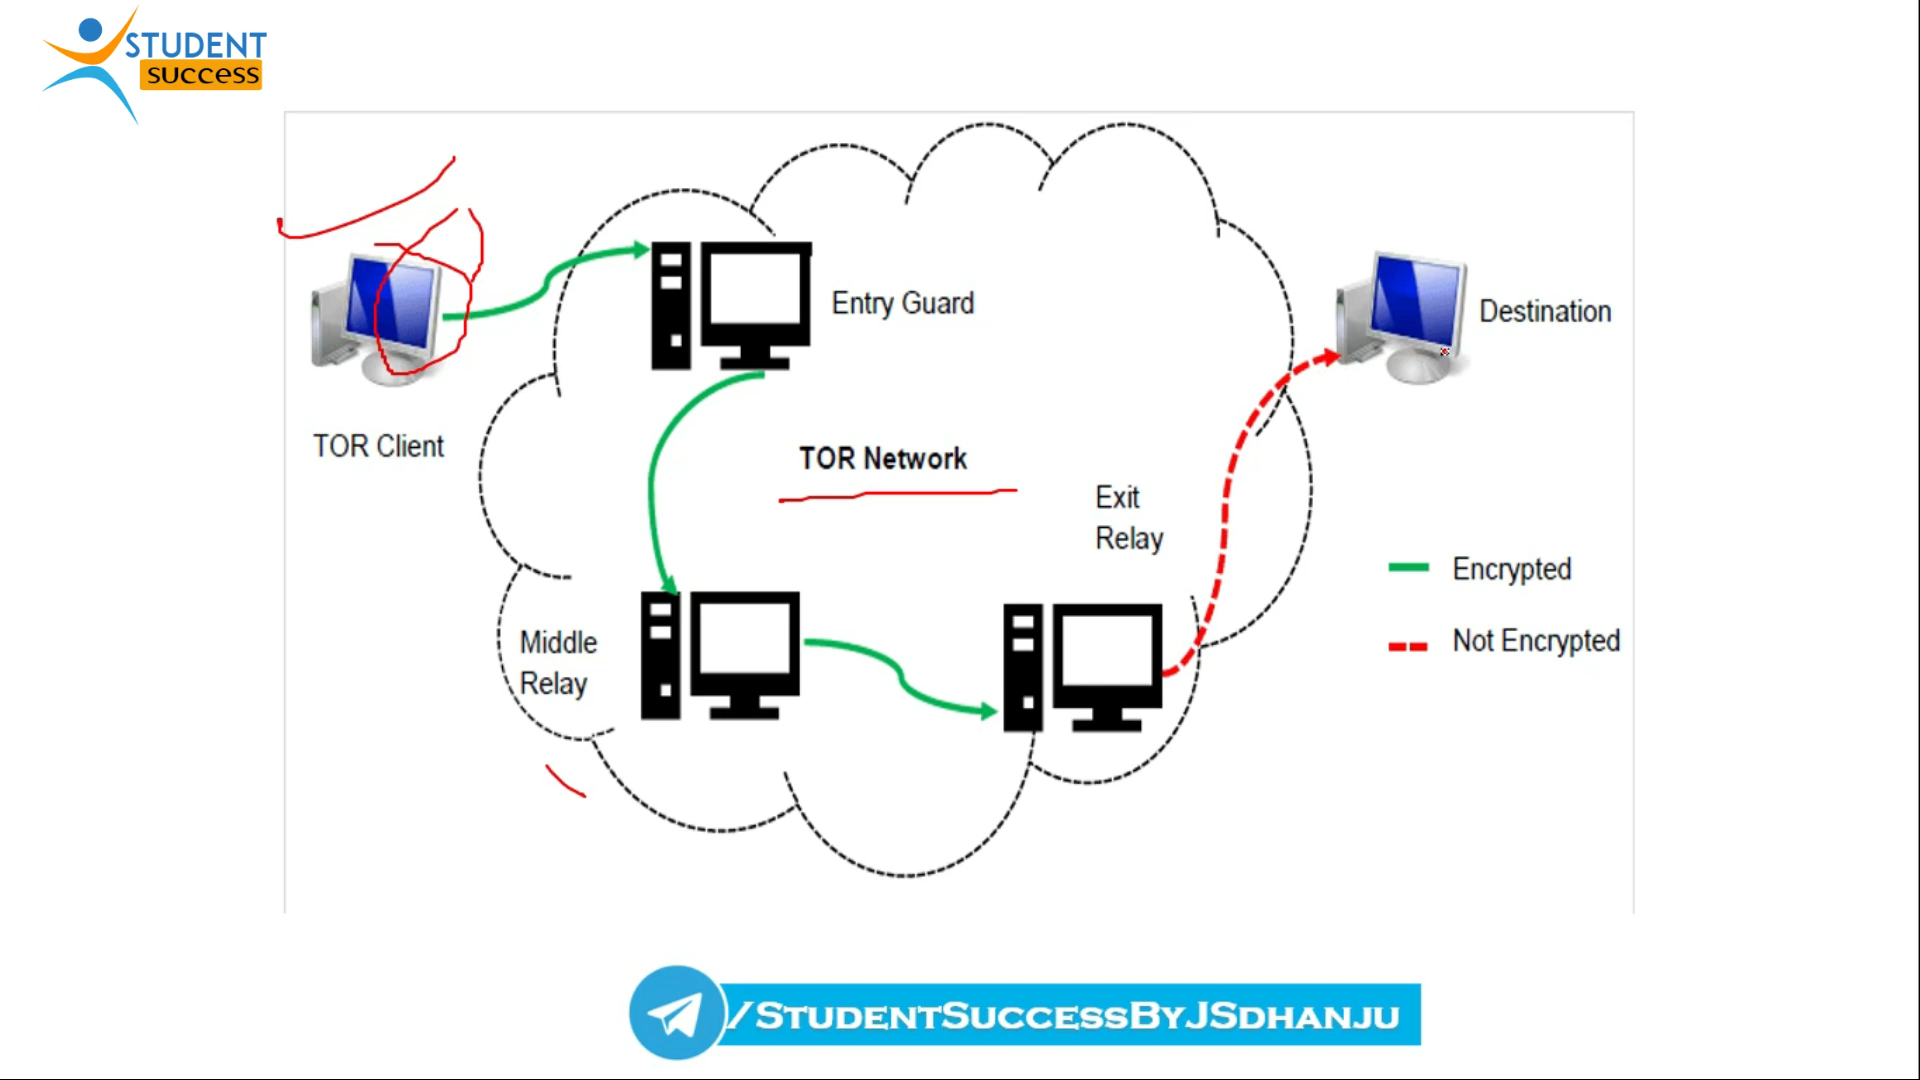 STUDENT
success
Entry Guard
Destination
TOR Client
TOR Network
Exit
Relay
Encrypted
Middle
Relay
Not Encrypted
/STUDENTSUCCESSBYJSDHANJU